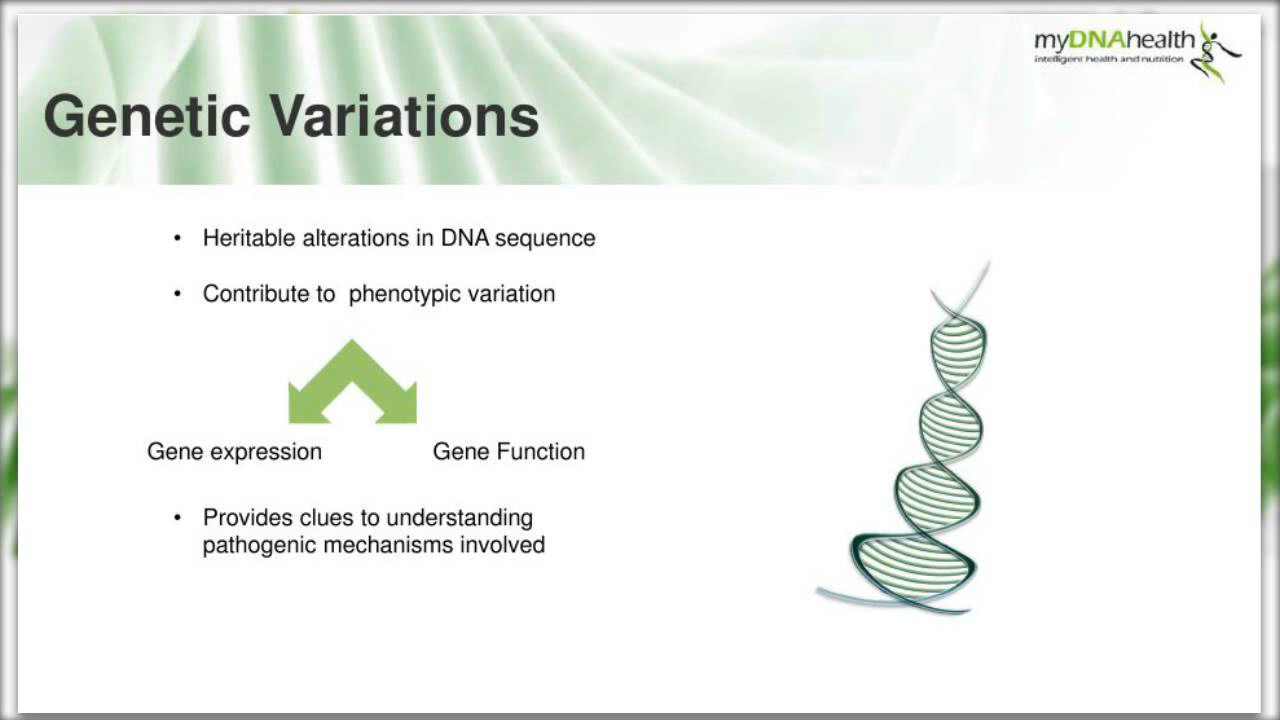 myDNAhealth
intelligent health and nutrition
Genetic Variations
• Heritable alterations in DNA sequence
• Contribute to  phenotypic variation
Gene expression
Gene Function
• Provides clues to understanding
pathogenic mechanisms involved